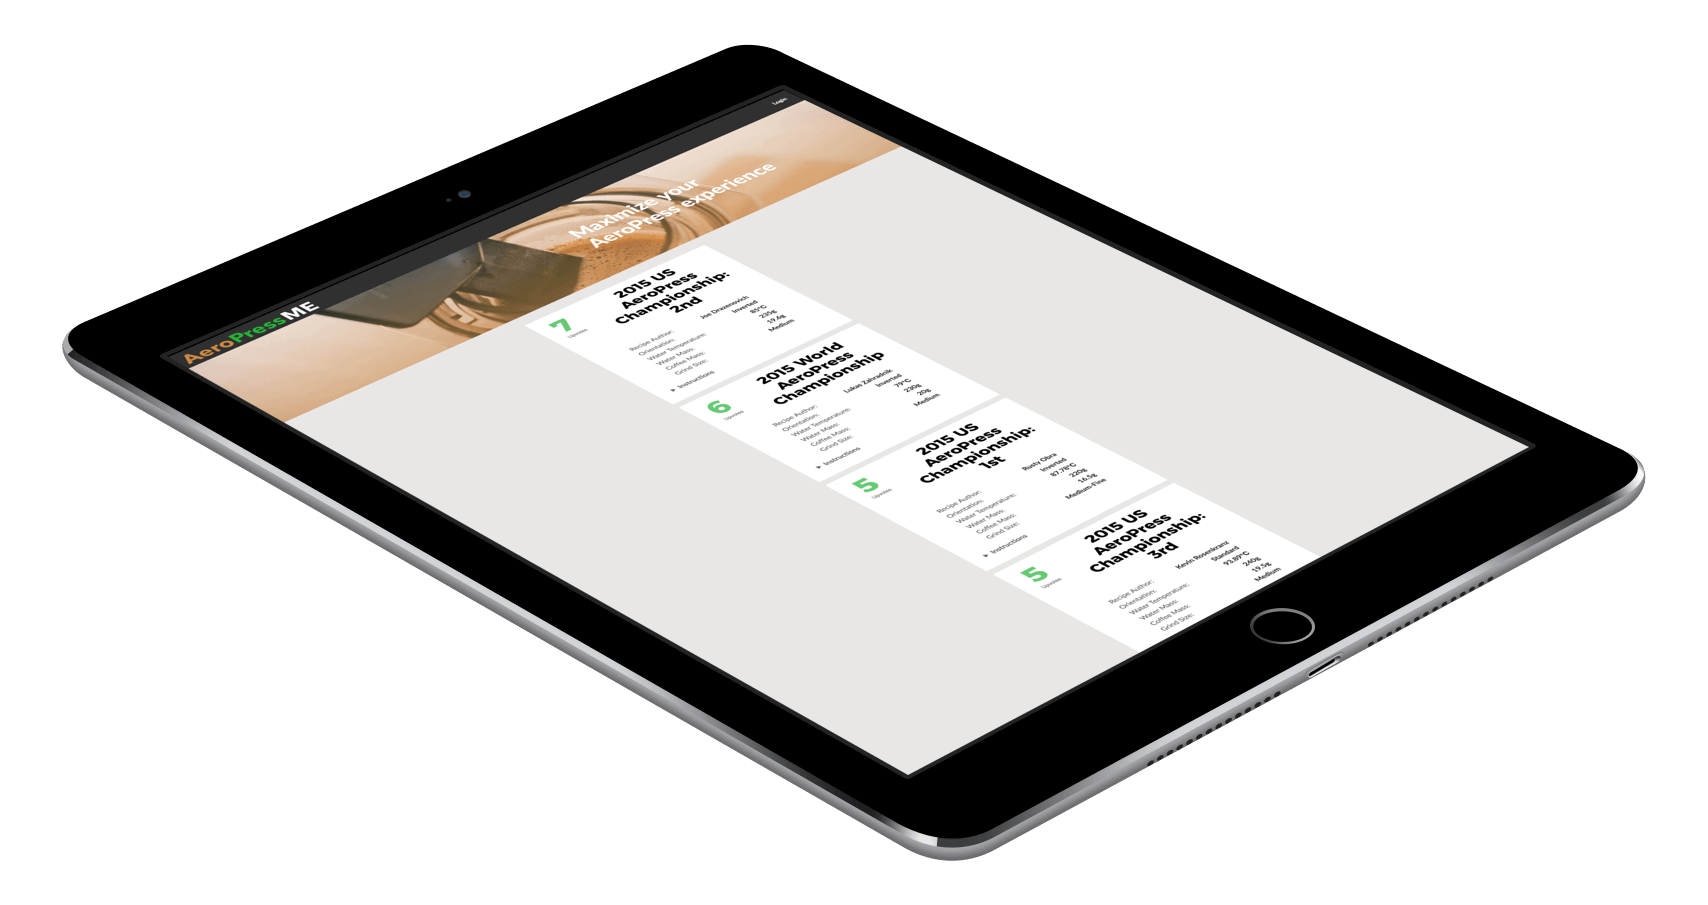 Login
AeroPressME
Maximize your
AeroPress experience
7
Upvotes
2015 US
AeroPress
Championship:
2nd
Recipe Author: Joe Drazenovich
Orientation: Inverted
Water Temperature: 85°C
Water Mass: 235g
Coffee Mass: 19.4g
Grind Size: Medium
▶ Instructions
6
Upvotes
2015 World
AeroPress
Championship
Recipe Author: Lukas Zahradnik
Orientation: Inverted
Water Temperature: 79°C
Water Mass: 230g
Coffee Mass: 20g
Grind Size: Medium
▶ Instructions
5
Upvotes
2015 US
AeroPress
Championship:
1st
Recipe Author: Rusty Obra
Orientation: Inverted
Water Temperature: 87.78°C
Water Mass: 220g
Coffee Mass: 16.5g
Grind Size: Medium-Fine
▶ Instructions
5
Upvotes
2015 US
AeroPress
Championship:
3rd
Recipe Author: Kevin Rosenkranz
Orientation: Standard
Water Temperature: 93.89°C
Water Mass: 240g
Coffee Mass: 19.5g
Grind Size: Medium